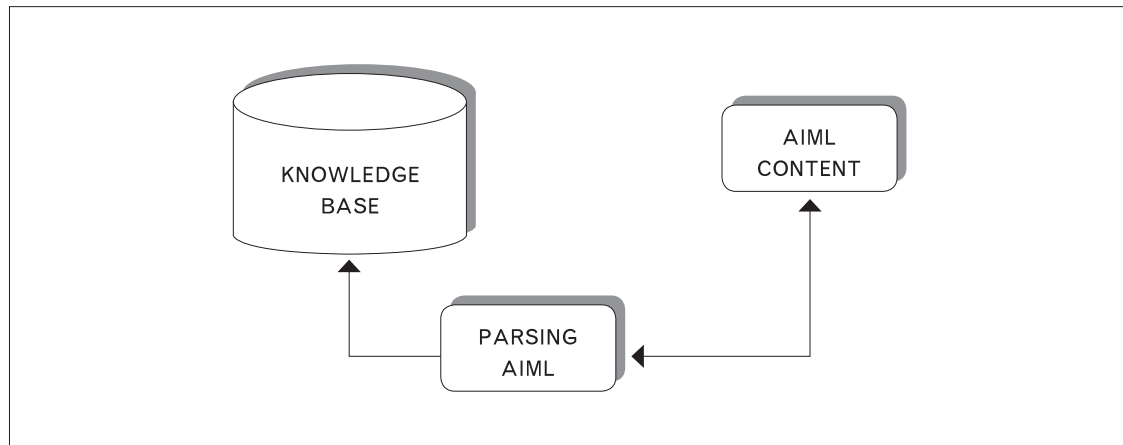 KNOWLEDGE
BASE
AIML
CONTENT
PARSING
AIML